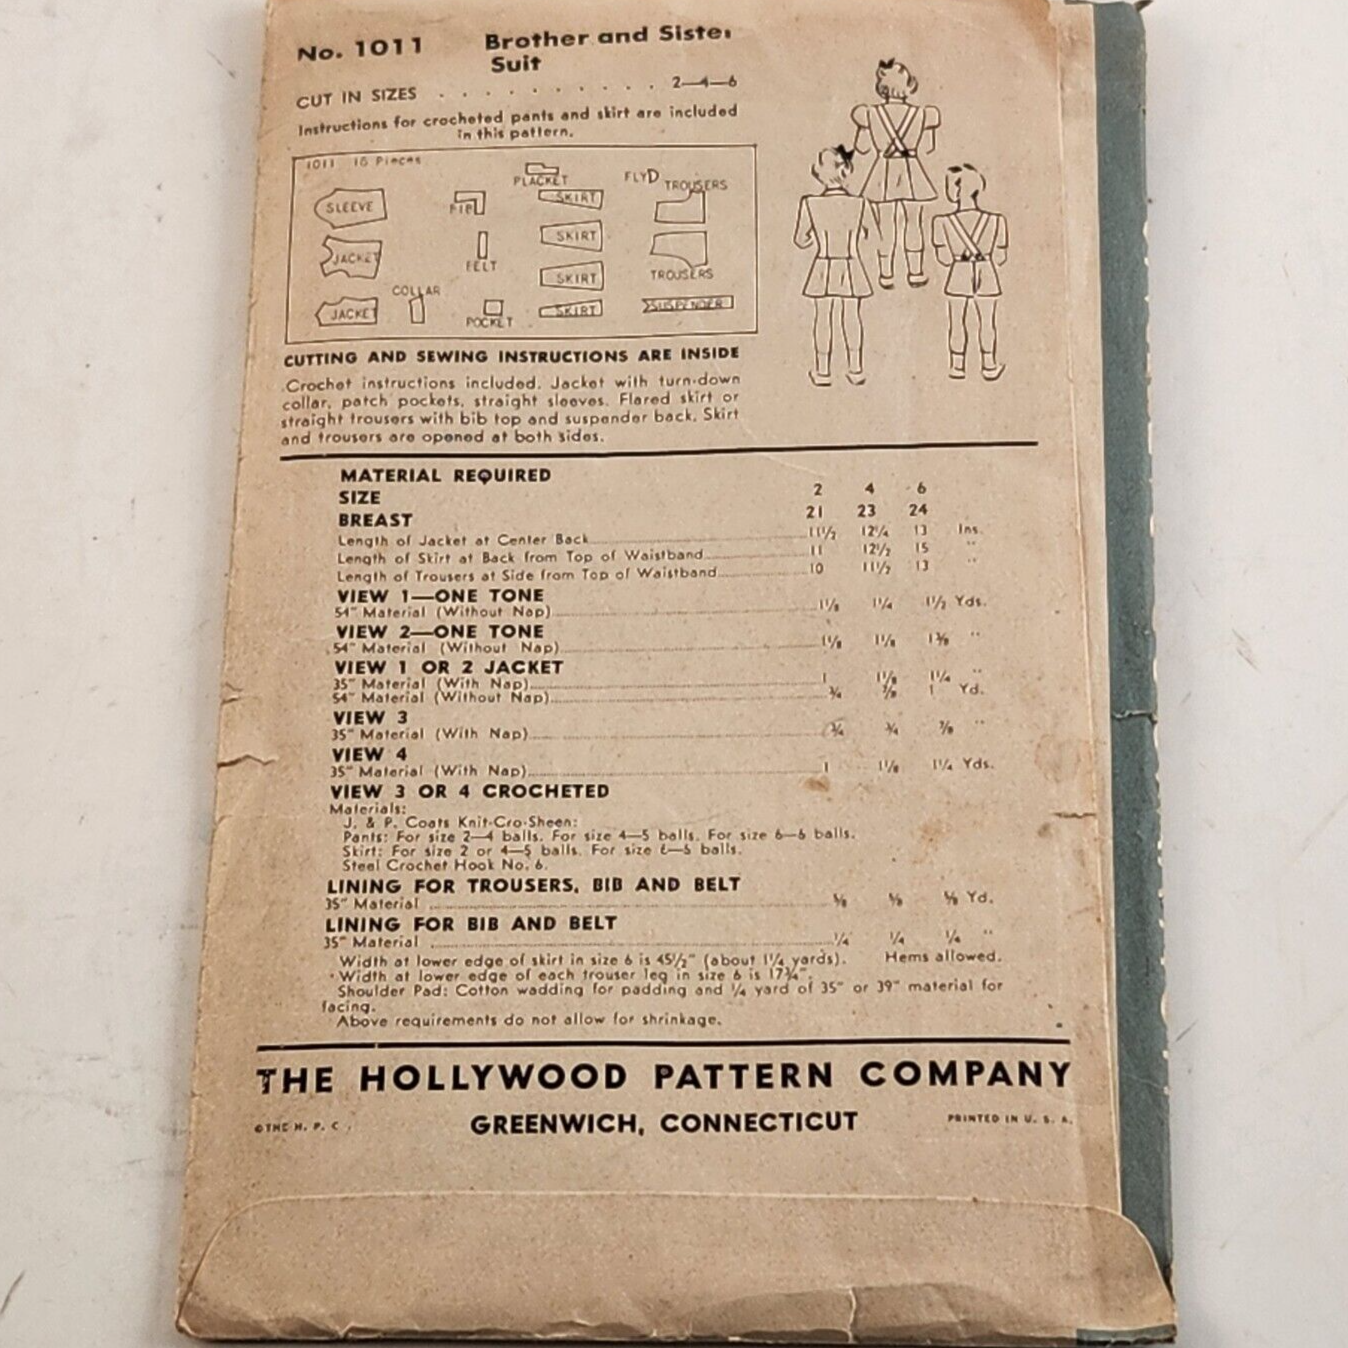 No. 1011 Brother and Sister
Suit
CUT IN SIZES . . . . . . . . . . 2—4—6
Instructions for crocheted pants and skirt are included
in this pattern.
1011 16 Pieces
PLACKET
FLY
TROUSERS
SLEEVE
BIB
SKIRT
JACKET
BELT
SKIRT
TROUSERS
COLLAR
SKIRT
JACKET
POCKET
SKIRT
SUSPENDER
CUTTING AND SEWING INSTRUCTIONS ARE INSIDE
Crochet instructions included. Jacket with turn-down
collar, patch pockets, straight sleeves. Flared skirt or
straight trousers with bib top and suspender back. Skirt
and trousers are opened at both sides.
MATERIAL REQUIRED
SIZE 2 4 6
BREAST 21 23 24
Length of Jacket at Center Back 11½ 12¼ 13 Ins.
Length of Skirt at Back from Top of Waistband 11 12½ 15 "
Length of Trousers at Side from Top of Waistband 10 11½ 13 "
VIEW 1—ONE TONE
54" Material (Without Nap) 1⅛ 1¼ 1½ Yds.
VIEW 2—ONE TONE
54" Material (Without Nap) 1⅛ 1⅛ 1⅜ "
VIEW 1 OR 2 JACKET
35" Material (With Nap) 1 1⅛ 1¼ "
54" Material (Without Nap) ¾ ⅞ 1 Yd.
VIEW 3
35" Material (With Nap) ¾ ¾ ⅞ "
VIEW 4
35" Material (With Nap) 1 1⅛ 1¼ Yds.
VIEW 3 OR 4 CROCHETED
Materials:
J. & P. Coats Knit-Cro-Sheen:
Pants: For size 2—4 balls. For size 4—5 balls. For size 6—6 balls.
Skirt: For size 2 or 4—5 balls. For size 6—6 balls.
Steel Crochet Hook No. 6.
LINING FOR TROUSERS, BIB AND BELT
35" Material ⅝ ⅝ ⅝ Yd.
LINING FOR BIB AND BELT
35" Material ¼ ¼ ¼ "
Width at lower edge of skirt in size 6 is 45½" (about 1¼ yards). Hems allowed.
Width at lower edge of each trouser leg in size 6 is 17¾".
Shoulder Pad: Cotton wadding for padding and ¼ yard of 35" or 39" material for
facing.
Above requirements do not allow for shrinkage.
THE HOLLYWOOD PATTERN COMPANY
©THE H. P. C. GREENWICH, CONNECTICUT PRINTED IN U. S. A.